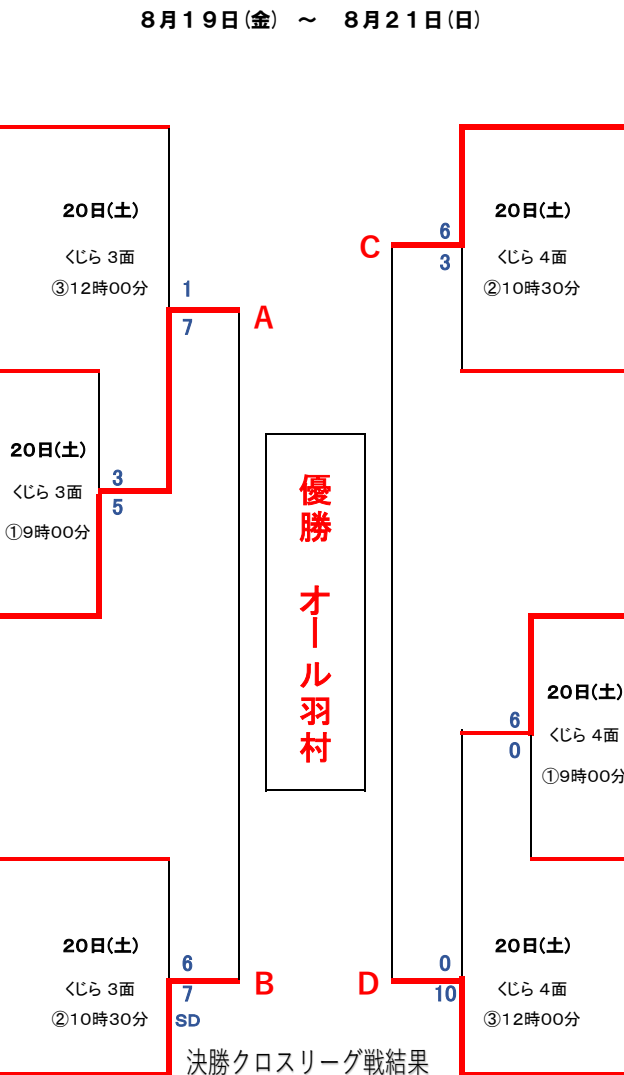 8月19日(金) ～ 8月21日(日)
20日(土)
くじら 3面
③12時00分
1
7
A
20日(土)
くじら 3面
①9時00分
3
5
20日(土)
くじら 3面
②10時30分
6
7
SD
B
優勝 オール羽村
C
6
3
20日(土)
くじら 4面
②10時30分
6
0
20日(土)
くじら 4面
①9時00分
D
0
10
20日(土)
くじら 4面
③12時00分
決勝クロスリーグ戦結果